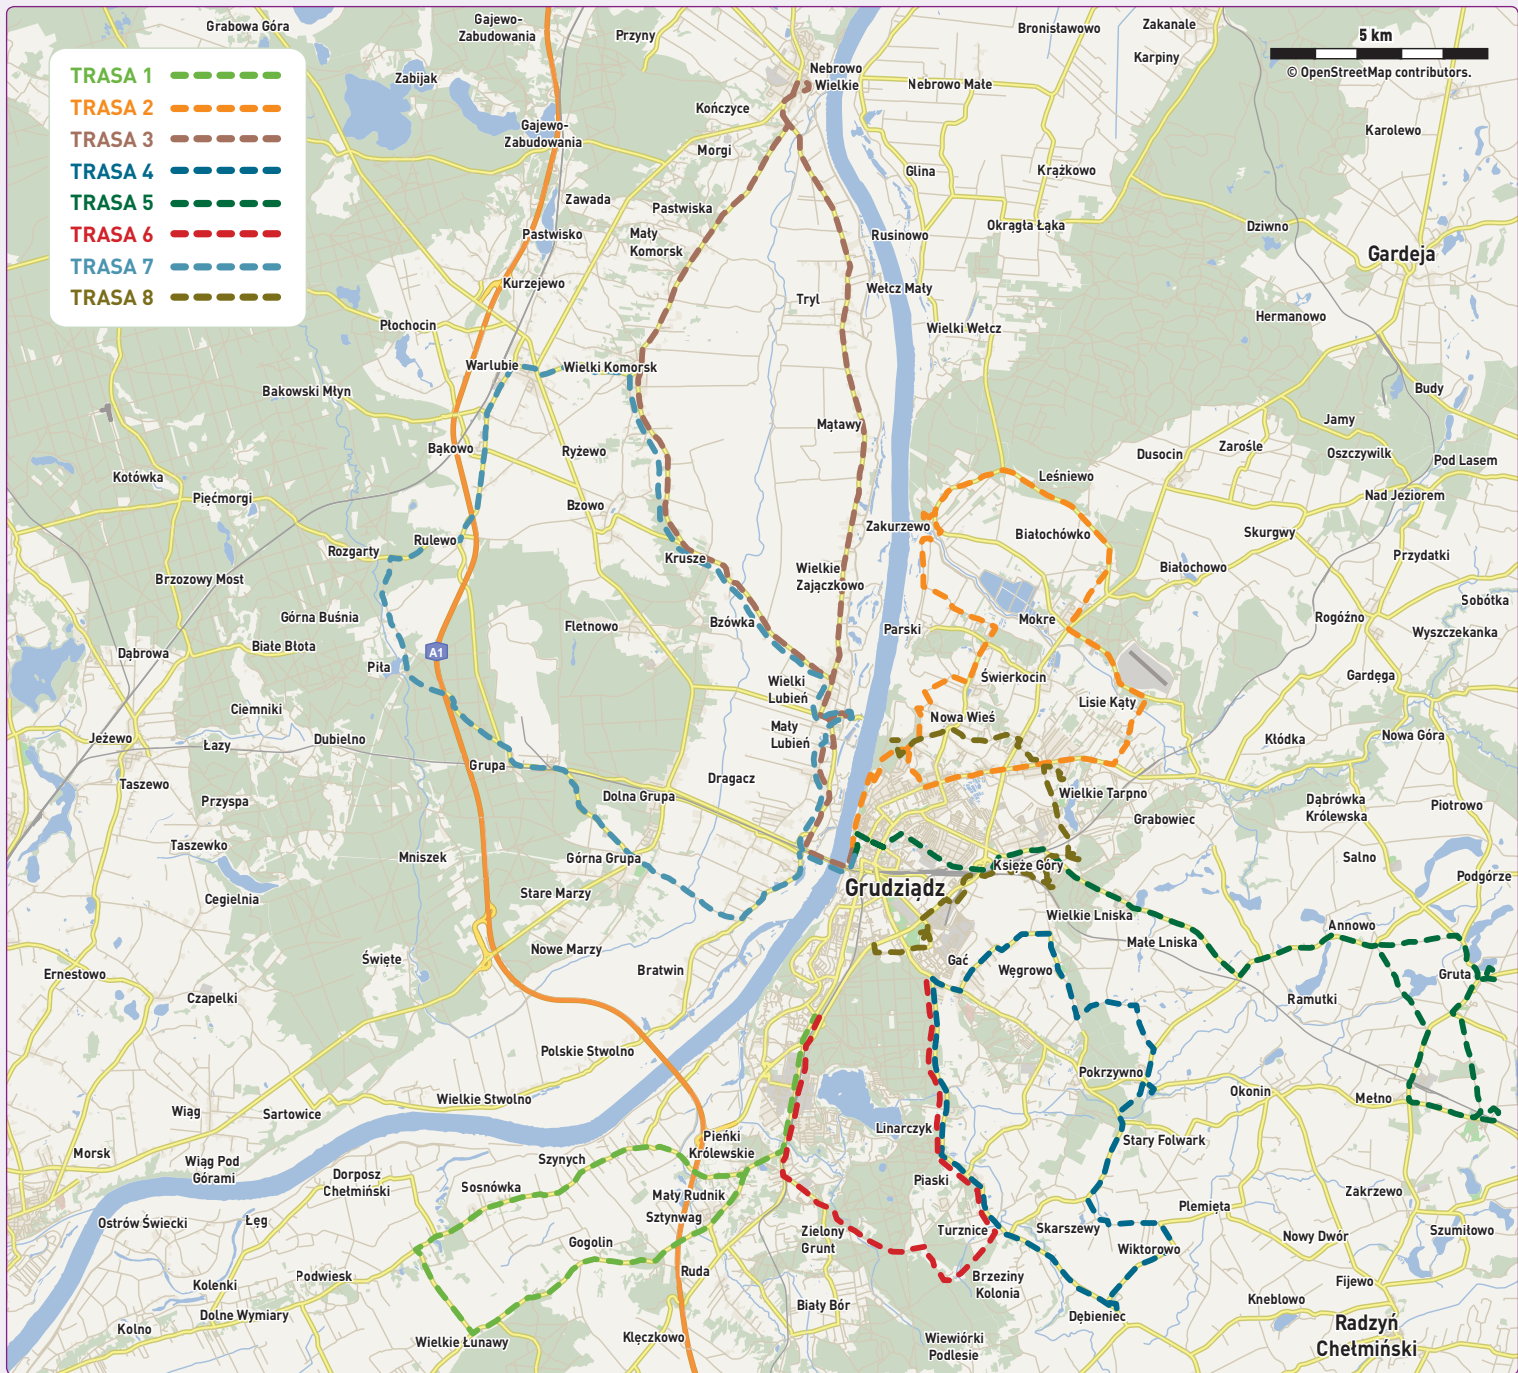 TRASA 1
TRASA 2
TRASA 3
TRASA 4
TRASA 5
TRASA 6
TRASA 7
TRASA 8
5 km
© OpenStreetMap contributors.
Grabowa Góra
Gajewo-
Zabudowania
Przyny
Bronisławowo
Zakanale
Karpiny
Zabijak
Nebrowo
Wielkie
Nebrowo Małe
Kończyce
Gajewo-
Zabudowania
Morgi
Karolewo
Glina
Krążkowo
Zawada
Pastwiska
Pastwisko
Mały
Komorsk
Rusinowo
Okrągła Łąka
Dziwno
Gardeja
Kurzejewo
Tryl
Wełcz Mały
Płochocin
Wielki Wełcz
Hermanowo
Warlubie
Wielki Komorsk
Bakowski Młyn
Budy
Mątawy
Jamy
Bąkowo
Ryżewo
Dusocin
Zarośle
Oszczywilk
Pod Lasem
Kotówka
Pięćmorgi
Leśniewo
Nad Jeziorem
Bzowo
Zakurzewo
Białochówko
Skurgwy
Rulewo
Rozgarty
Krusze
Przydatki
Brzozowy Most
Wielkie
Zajączkowo
Białochowo
Sobótka
Górna Buśnia
Fletnowo
Bzówka
Parski
Mokre
Rogóźno
Wyszczekanka
Białe Błota
Dąbrowa
A1
Piła
Świerkocin
Gardęga
Wielki
Lubień
Ciemniki
Lisie Kąty
Nowa Wieś
Mały
Lubień
Jeżewo
Łazy
Dubielno
Kłódka
Nowa Góra
Grupa
Taszewo
Dragacz
Dolna Grupa
Wielkie Tarpno
Przyspa
Dąbrówka
Królewska
Piotrowo
Grabowiec
Taszewko
Mniszek
Górna Grupa
Księże Góry
Salno
Podgórze
Grudziądz
Cegielnia
Stare Marzy
Wielkie Lniska
Annowo
Małe Lniska
Nowe Marzy
Święte
Gać
Węgrowo
Bratwin
Ernestowo
Gruta
Czapelki
Ramutki
Polskie Stwolno
Pokrzywno
Okonin
Mełno
Wielkie Stwolno
Wiąg
Sartowice
Linarczyk
Stary Folwark
Pieńki
Królewskie
Morsk
Wiąg Pod
Górami
Szynych
Dorposz
Chełmiński
Sosnówka
Piaski
Mały Rudnik
Zakrzewo
Plemięta
Sztynwag
Ostrów Świecki
Łęg
Zielony
Grunt
Turznice
Skarszewy
Szumiłowo
Nowy Dwór
Gogolin
Wiktorowo
Ruda
Podwiesk
Kolenki
Brzeziny
Kolonia
Fijewo
Kneblowo
Biały Bór
Dolne Wymiary
Dębieniec
Kolno
Radzyń
Chełmiński
Wielkie Łunawy
Klęczkowo
Wiewiórki
Podlesie